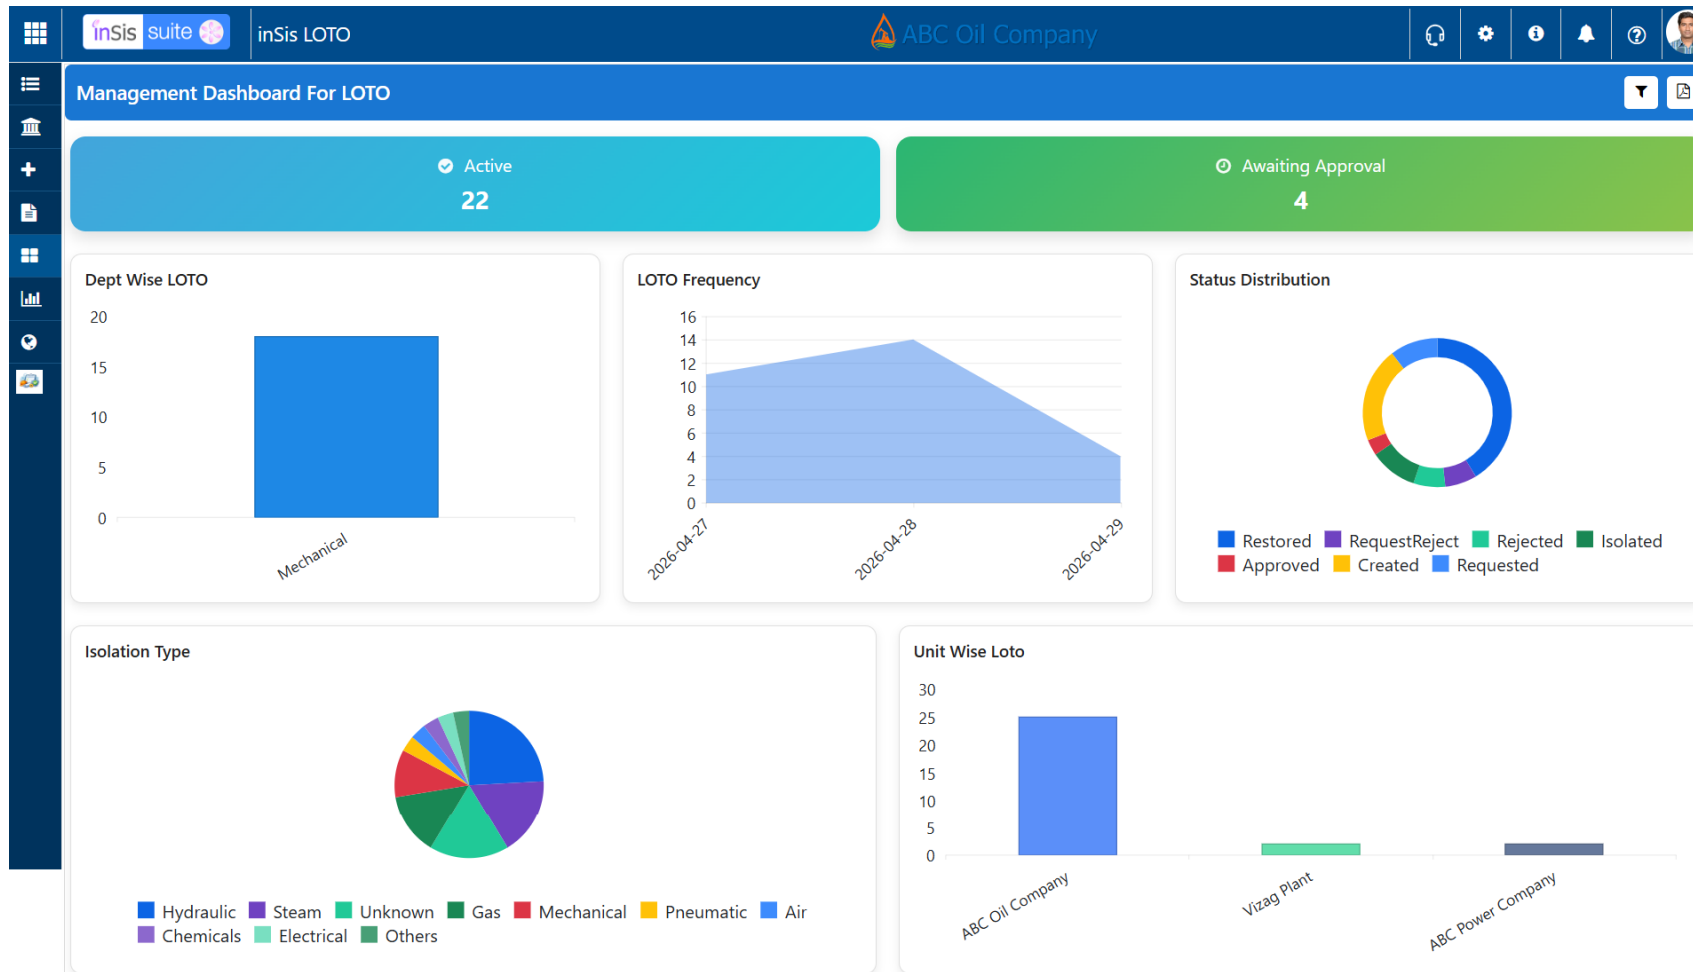 inSis suite
inSis LOTO
ABC Oil Company
Management Dashboard For LOTO
Active
22
Awaiting Approval
4
Dept Wise LOTO
20
15
10
5
0
Mechanical
LOTO Frequency
16
14
12
10
8
6
4
2
0
2026-04-27
2026-04-28
2026-04-29
Status Distribution
Restored RequestReject Rejected Isolated
Approved Created Requested
Isolation Type
Hydraulic Steam Unknown Gas Mechanical Pneumatic Air
Chemicals Electrical Others
Unit Wise Loto
30
25
20
15
10
5
0
ABC Oil Company
Vizag Plant
ABC Power Company